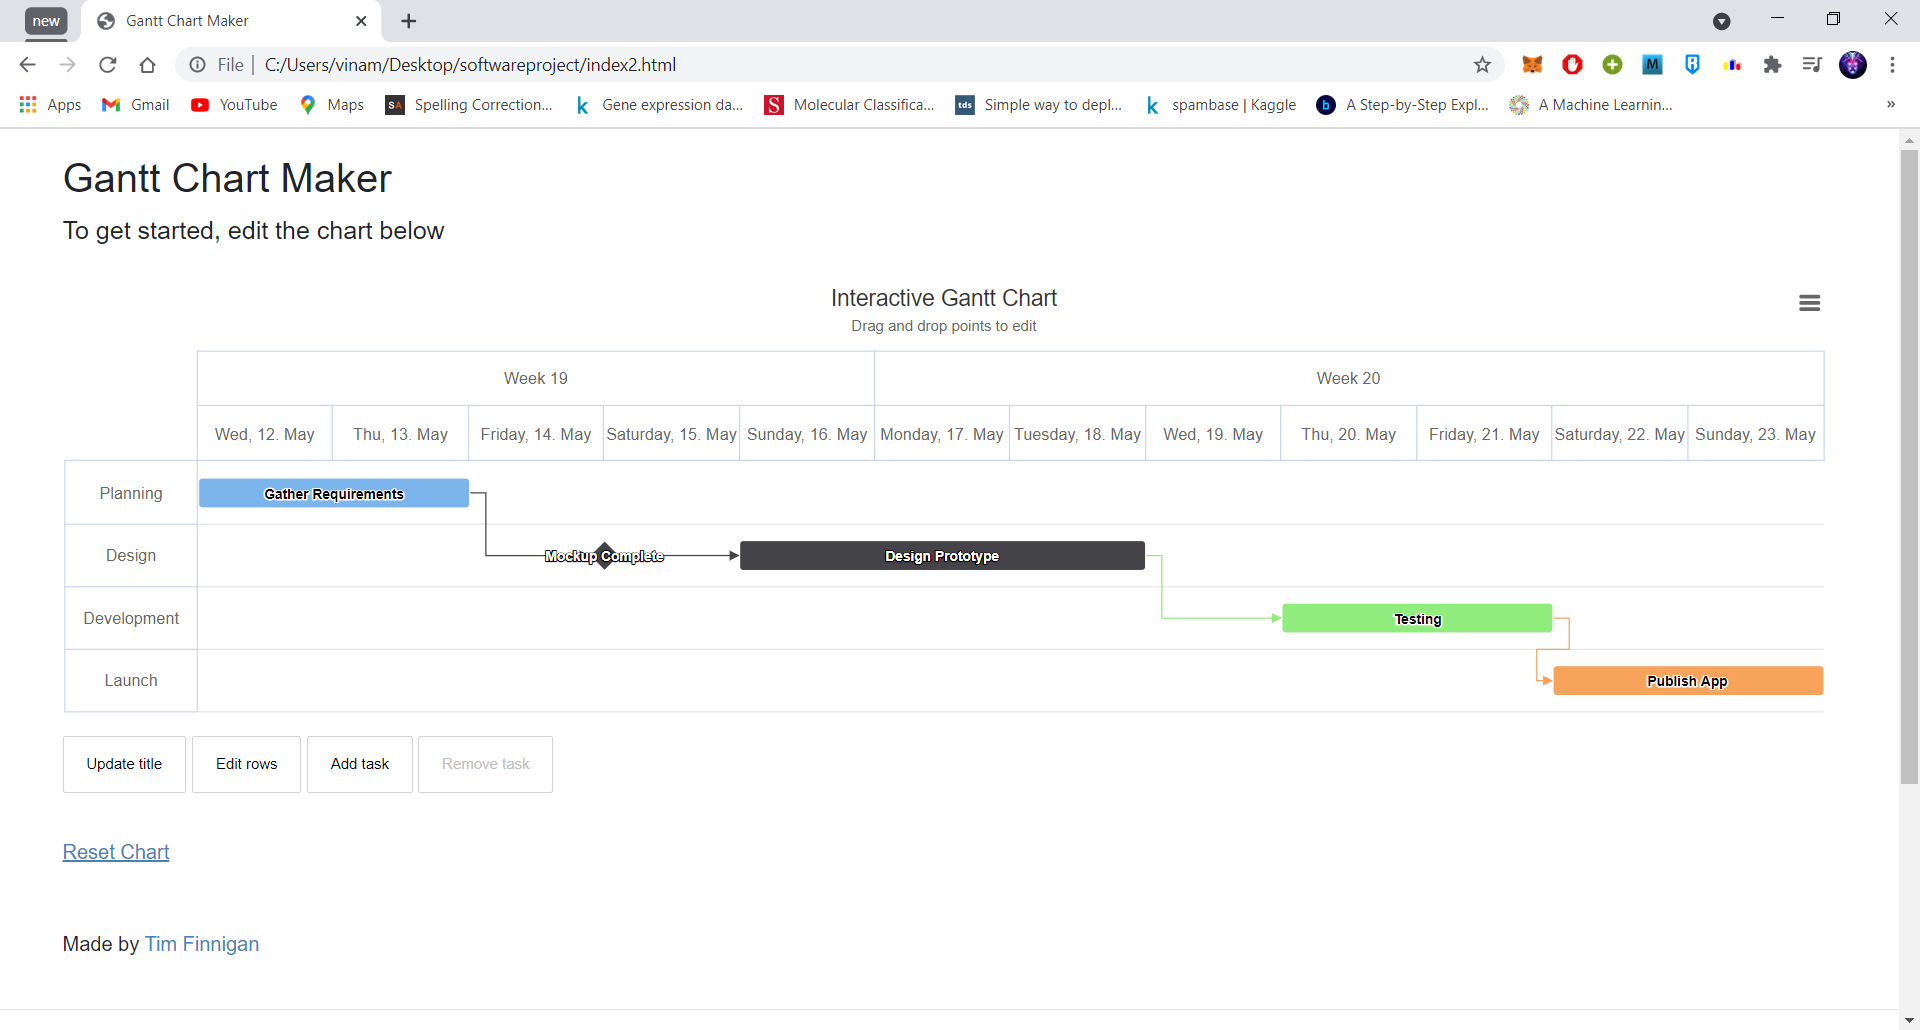 new
Gantt Chart Maker
File
C:/Users/vinam/Desktop/softwareproject/index2.html
Apps
Gmail
YouTube
Maps
SA Spelling Correction...
k Gene expression da...
S Molecular Classifica...
tds Simple way to depl...
k spambase | Kaggle
b A Step-by-Step Expl...
A Machine Learnin...
»
Gantt Chart Maker
To get started, edit the chart below
Interactive Gantt Chart
Drag and drop points to edit
Week 19 Week 20
Wed, 12. May Thu, 13. May Friday, 14. May Saturday, 15. May Sunday, 16. May Monday, 17. May Tuesday, 18. May Wed, 19. May Thu, 20. May Friday, 21. May Saturday, 22. May Sunday, 23. May
Planning Gather Requirements
Design Mockup Complete Design Prototype
Development Testing
Launch Publish App
Update title Edit rows Add task Remove task
Reset Chart
Made by Tim Finnigan